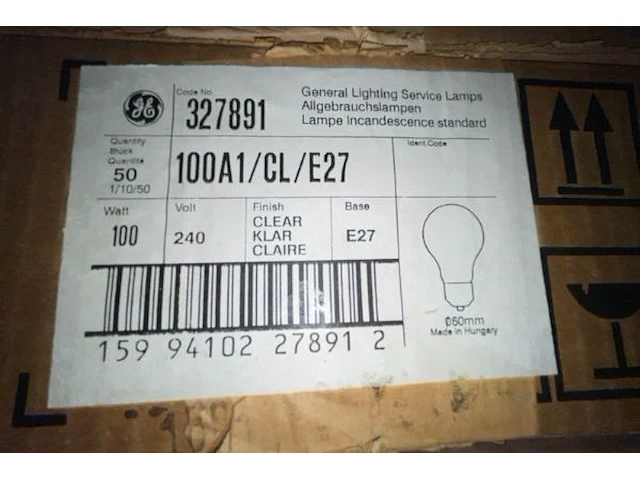 GE
Code No.
327891
General Lighting Service Lamps
Allgebrauchslampen
Lampe Incandescence standard
Quantity
Stück
Quantité
50
1/10/50
100A1/CL/E27
Ident.Code
Watt
100
Volt
240
Finish
CLEAR
KLAR
CLAIRE
Base
E27
Ø60mm
Made in Hungary
159 94102 27891 2